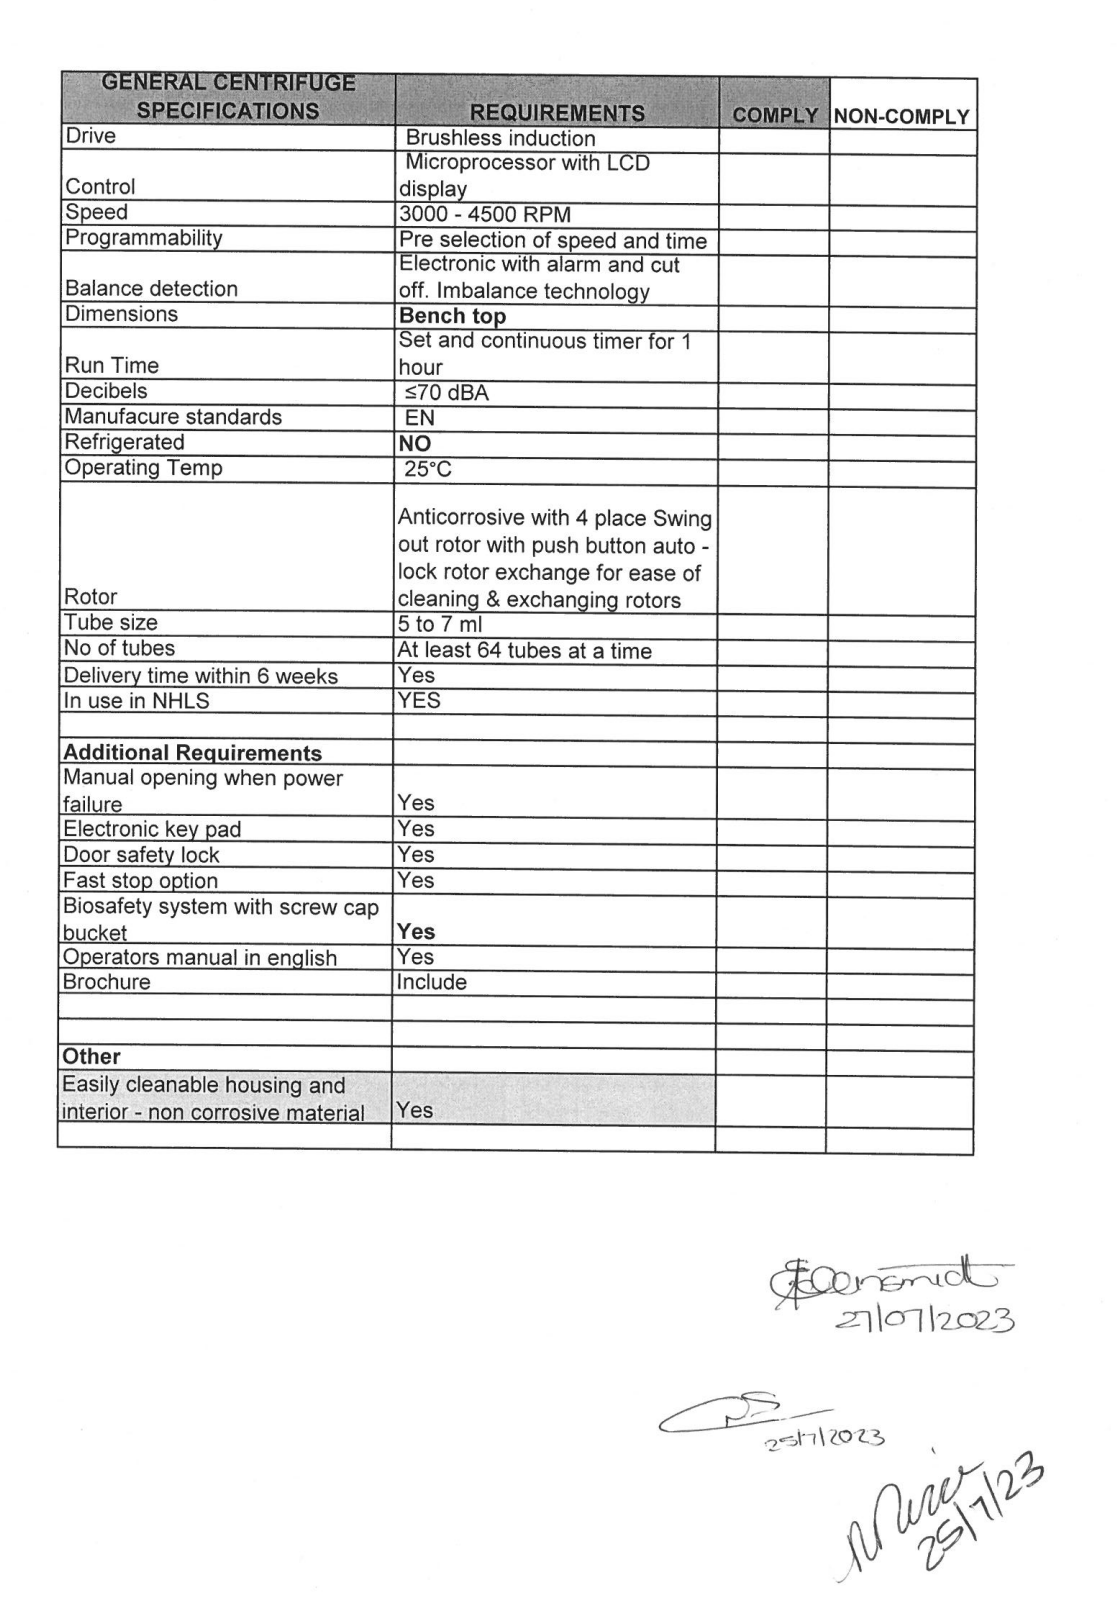 GENERAL CENTRIFUGE
SPECIFICATIONS REQUIREMENTS COMPLY NON-COMPLY
Drive Brushless induction
Microprocessor with LCD
Control display
Speed 3000 - 4500 RPM
Programmability Pre selection of speed and time
Electronic with alarm and cut
Balance detection off. Imbalance technology
Dimensions Bench top
Set and continuous timer for 1
Run Time hour
Decibels ≤70 dBA
Manufacure standards EN
Refrigerated NO
Operating Temp 25°C
Anticorrosive with 4 place Swing
out rotor with push button auto -
lock rotor exchange for ease of
Rotor cleaning & exchanging rotors
Tube size 5 to 7 ml
No of tubes At least 64 tubes at a time
Delivery time within 6 weeks Yes
In use in NHLS YES
Additional Requirements
Manual opening when power
failure Yes
Electronic key pad Yes
Door safety lock Yes
Fast stop option Yes
Biosafety system with screw cap
bucket Yes
Operators manual in english Yes
Brochure Include
Other
Easily cleanable housing and
interior - non corrosive material Yes
27/07/2023
25/7/2023
25/7/23